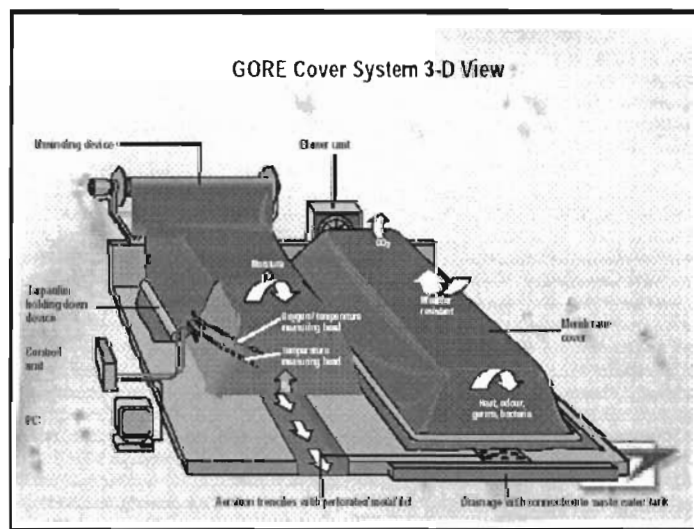 GORE Cover System 3-D View
Unwinding device
Blower unit
CO₂
Moisture
Weather
resistant
Tarpaulin
holding down
device
Oxygen/temperature
measuring head
Temperature
measuring head
Membrane
cover
Control
unit
Heat, odour,
germs, bacteria
PC
Aeration trenches with perforated metal lid
Drainage with connection to waste water tank